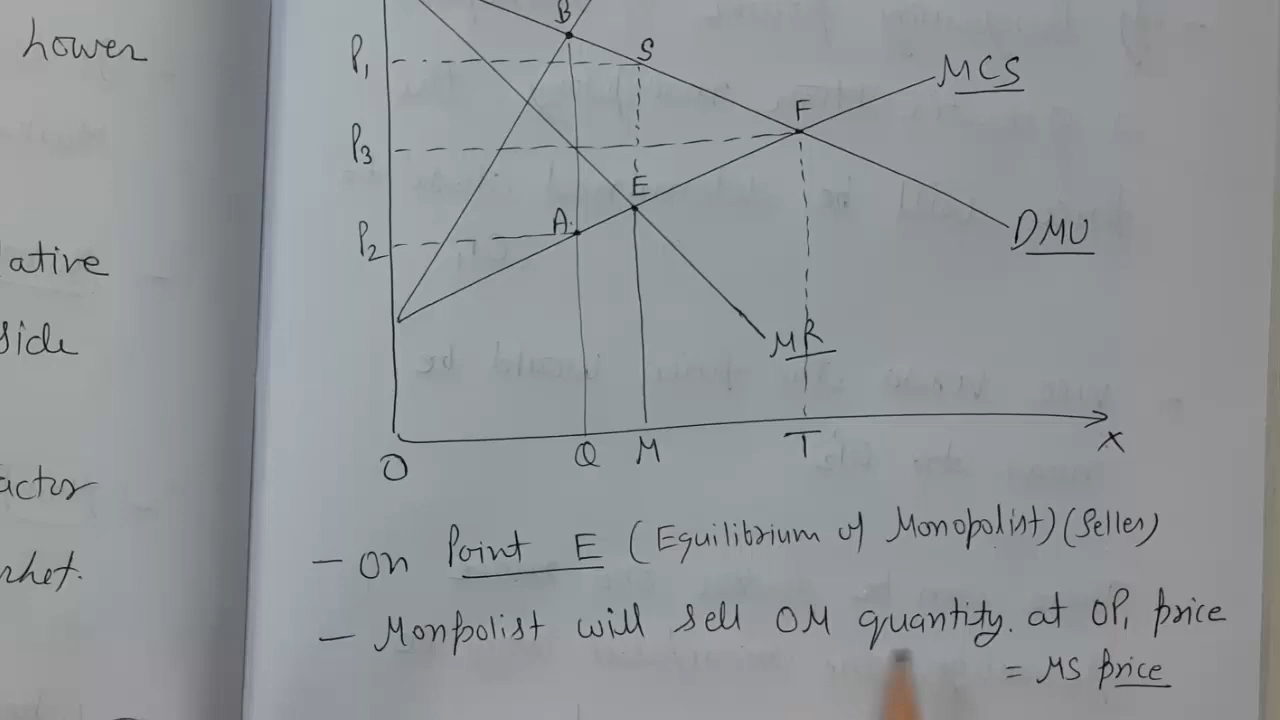 hower
ative
side
actor
rket.
B
P1
S
MCS
F
P3
E
A
P2
DMU
MR
O
Q
M
T
X
- On Point E (Equilibrium of Monopolist) (Seller)
- Monpolist will sell OM quantity. at OP1 price
= MS price